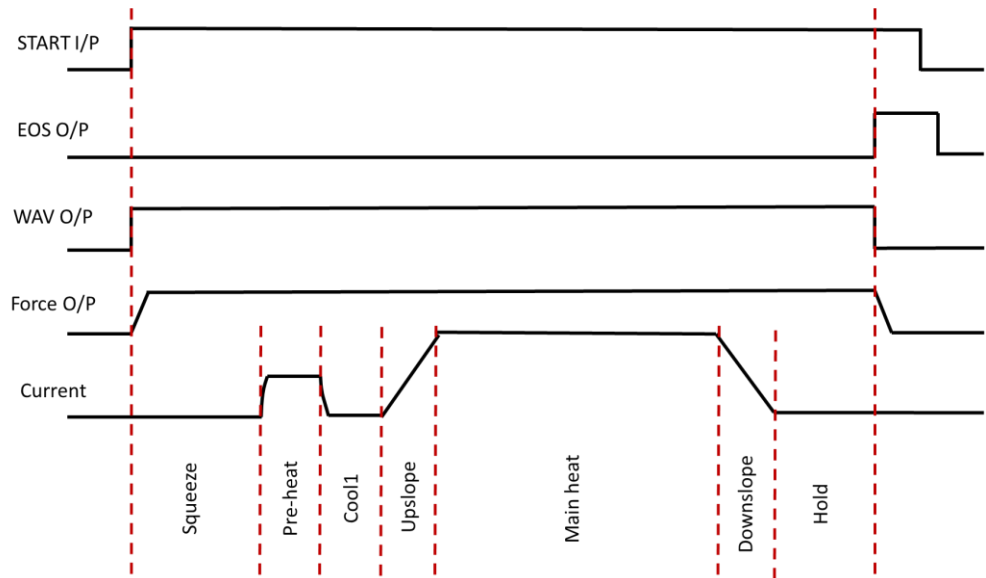 START I/P
EOS O/P
WAV O/P
Force O/P
Current
Squeeze
Pre-heat
Cool1
Upslope
Main heat
Downslope
Hold